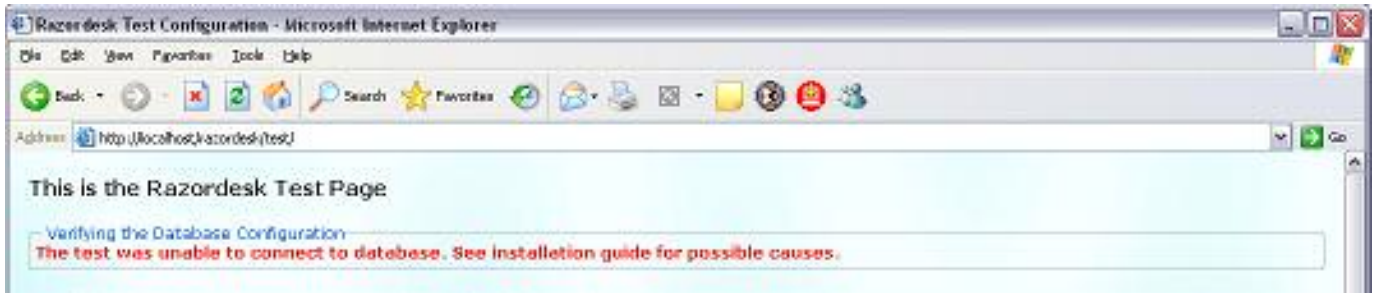 Razordesk Test Configuration - Microsoft Internet Explorer
File Edit View Favorites Tools Help
Back Search Favorites
Address http://localhost/razordesk/test/ Go
This is the Razordesk Test Page
Verifying the Database Configuration
The test was unable to connect to database. See installation guide for possible causes.